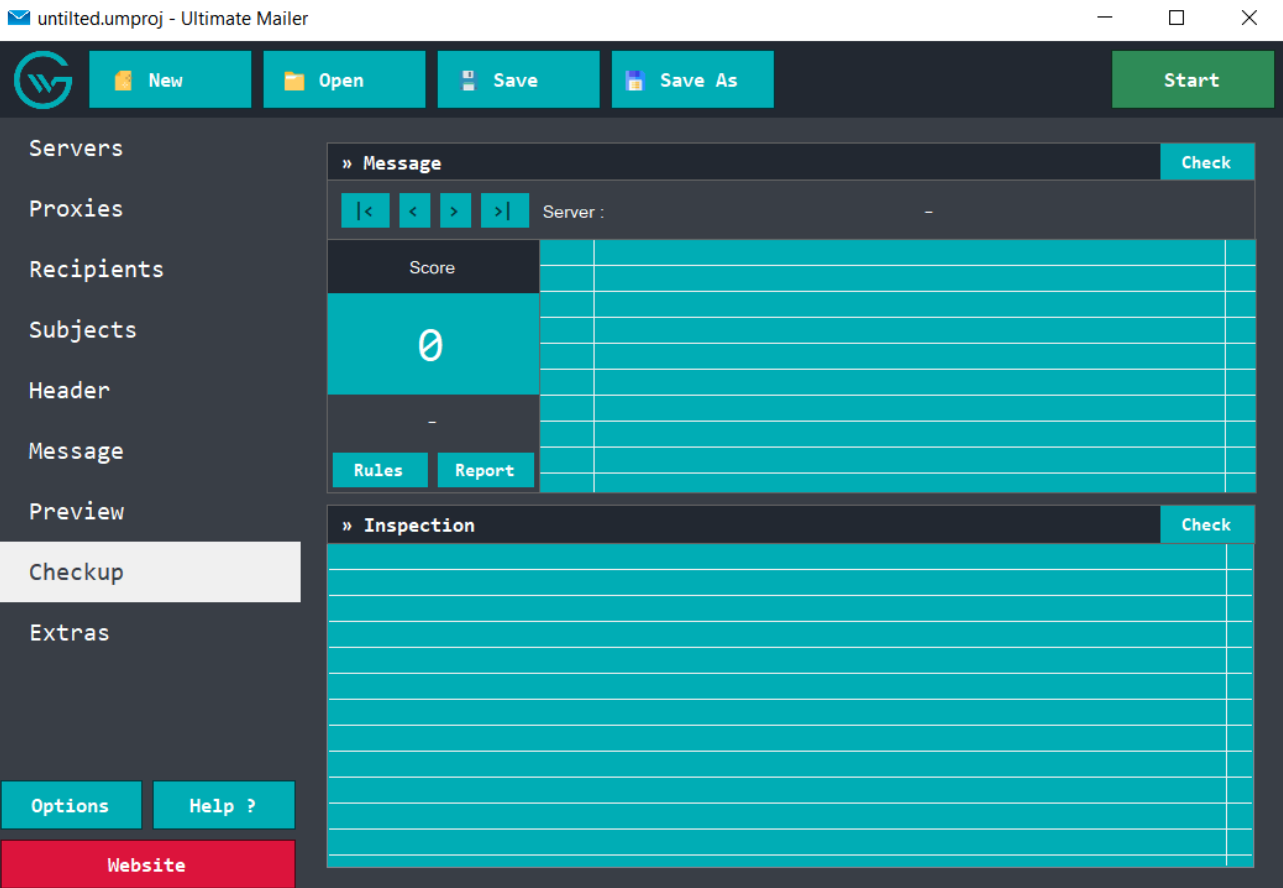 untilted.umproj - Ultimate Mailer
New Open Save Save As Start
Servers
Proxies
Recipients
Subjects
Header
Message
Preview
Checkup
Extras
Options Help ?
Website
» Message Check
|< < > >| Server : -
Score
0
-
Rules Report
» Inspection Check